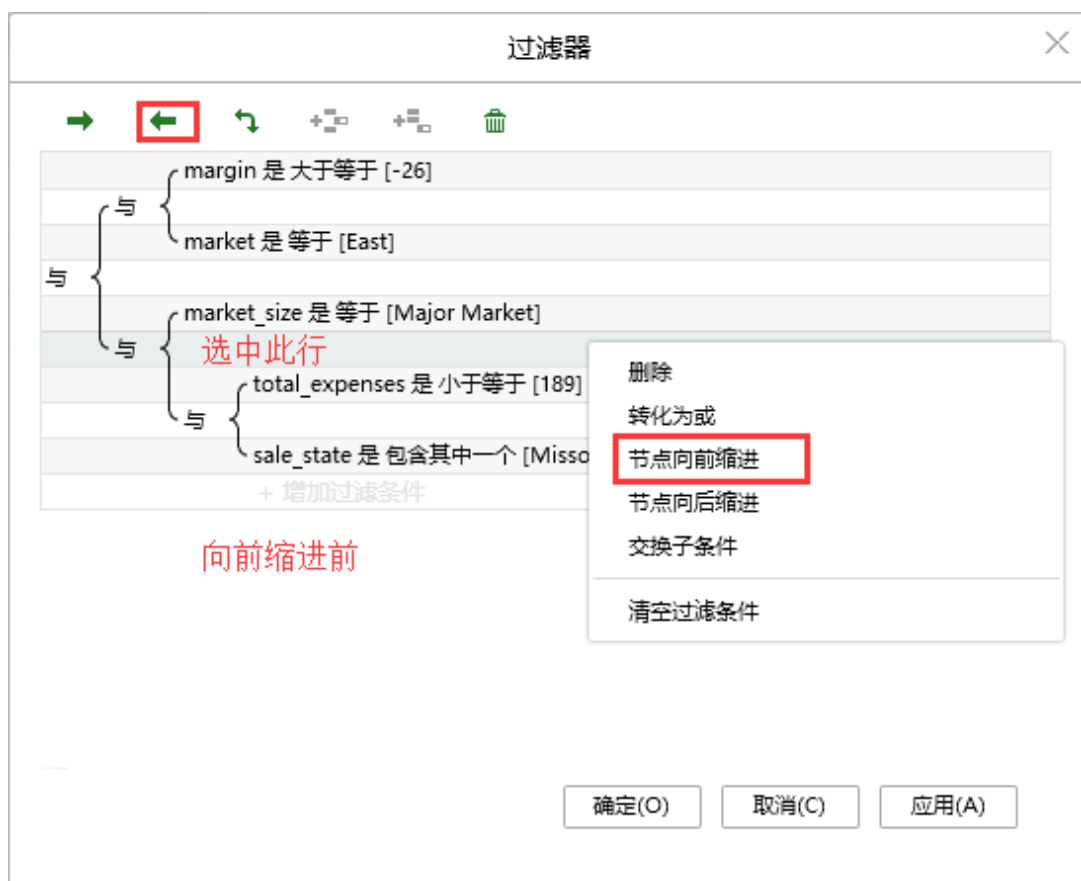 过滤器
margin 是 大于等于 [-26]
与
market 是 等于 [East]
与
market_size 是 等于 [Major Market]
与
选中此行
total_expenses 是 小于等于 [189]
与
sale_state 是 包含其中一个 [Misso
+ 增加过滤条件
向前缩进前
删除
转化为或
节点向前缩进
节点向后缩进
交换子条件
清空过滤条件
确定(O)
取消(C)
应用(A)